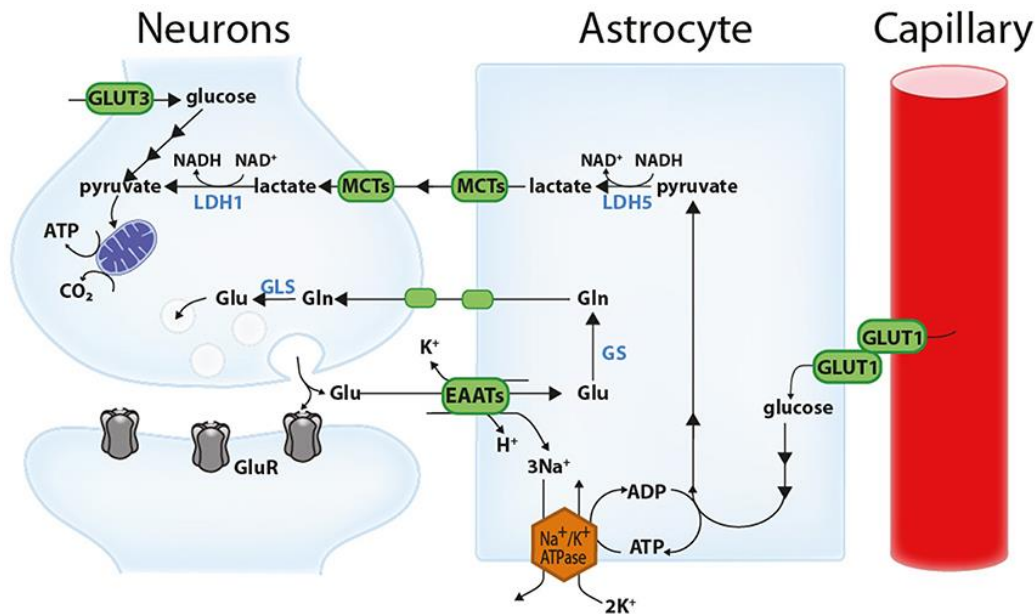 Neurons
Astrocyte
Capillary
GLUT3
glucose
NADH
NAD⁺
pyruvate
lactate
MCTs
MCTs
lactate
NAD⁺
NADH
pyruvate
LDH1
LDH5
ATP
CO₂
Glu
GLS
Gln
Gln
GS
GLUT1
GLUT1
K⁺
Glu
EAATs
Glu
glucose
H⁺
GluR
3Na⁺
ADP
Na⁺/K⁺
ATPase
ATP
2K⁺